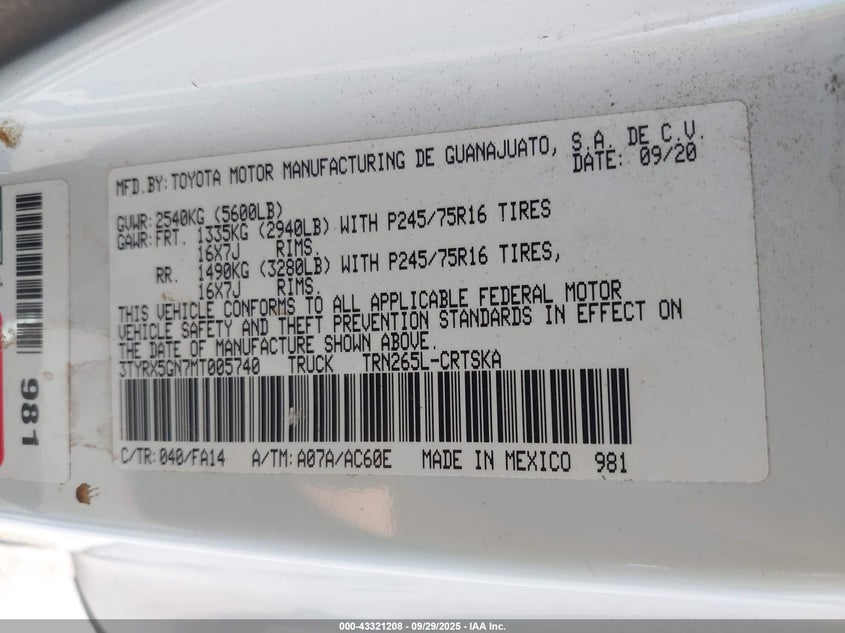 MFD.BY: TOYOTA MOTOR MANUFACTURING DE GUANAJUATO, S.A. DE C.V.
DATE: 09/20
GVWR: 2540KG (5600LB)
GAWR: FRT. 1335KG (2940LB) WITH P245/75R16 TIRES
16X7J RIMS.
RR. 1490KG (3280LB) WITH P245/75R16 TIRES,
16X7J RIMS.
THIS VEHICLE CONFORMS TO ALL APPLICABLE FEDERAL MOTOR
VEHICLE SAFETY AND THEFT PREVENTION STANDARDS IN EFFECT ON
THE DATE OF MANUFACTURE SHOWN ABOVE.
3TYRX5GN7MT005740 TRUCK TRN265L-CRTSKA
C/TR: 040/FA14 A/TM: A07A/AC60E MADE IN MEXICO 981
981
000-43321208 - 09/29/2025 - IAA Inc.